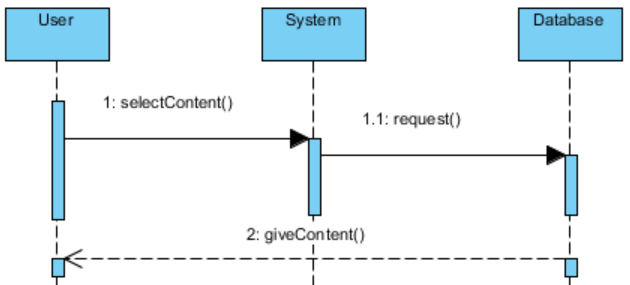 User
System
Database
1: selectContent()
1.1: request()
2: giveContent()